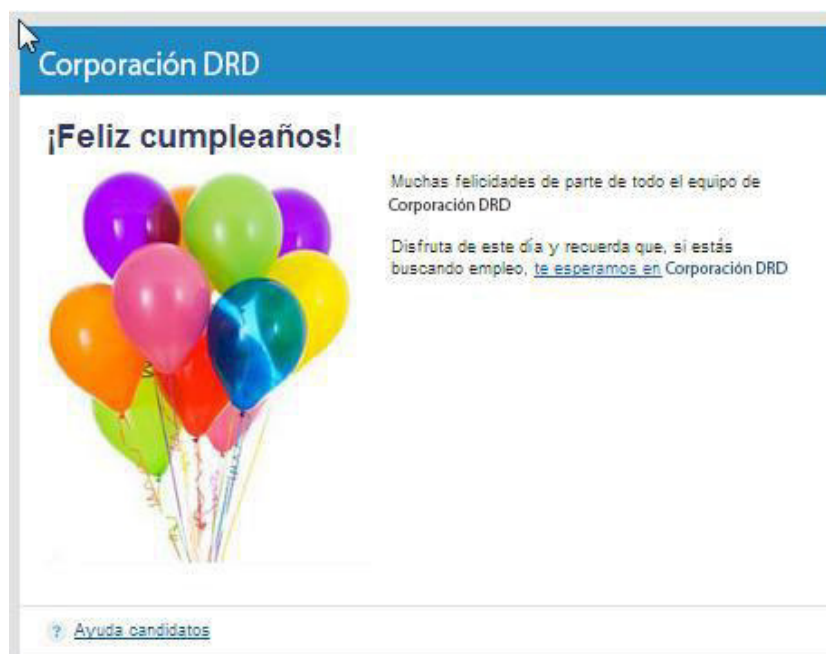 Corporación DRD
¡Feliz cumpleaños!
Muchas felicidades de parte de todo el equipo de
Corporación DRD
Disfruta de este día y recuerda que, si estás
buscando empleo, te esperamos en Corporación DRD
? Ayuda candidatos